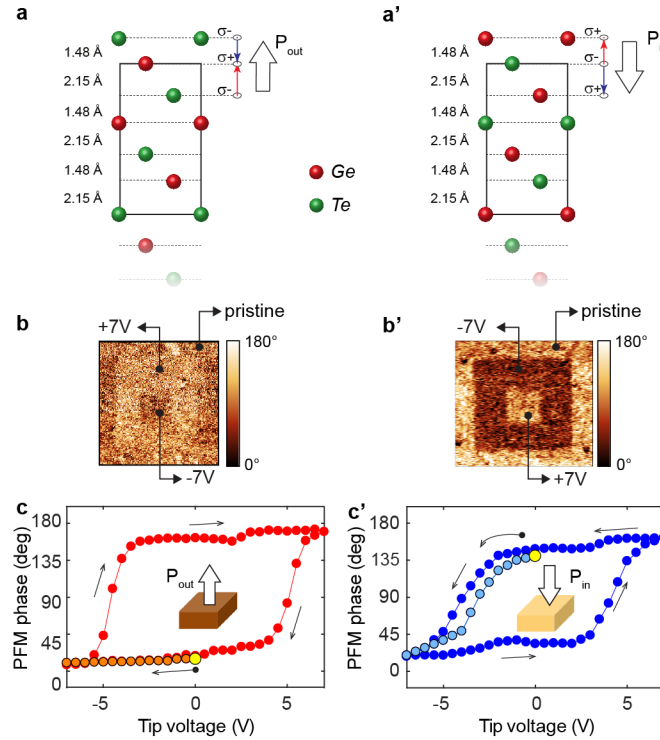 a
a'
σ-
σ+
σ-
P out
1.48 Å
2.15 Å
1.48 Å
2.15 Å
1.48 Å
2.15 Å
Ge
Te
σ+
σ-
σ+
P
1.48 Å
2.15 Å
1.48 Å
2.15 Å
1.48 Å
2.15 Å
b
+7V
pristine
180°
0°
-7V
b'
-7V
pristine
180°
0°
+7V
c
PFM phase (deg)
180
135
90
45
0
P out
-5
0
5
Tip voltage (V)
c'
PFM phase (deg)
180
135
90
45
0
P in
-5
0
5
Tip voltage (V)